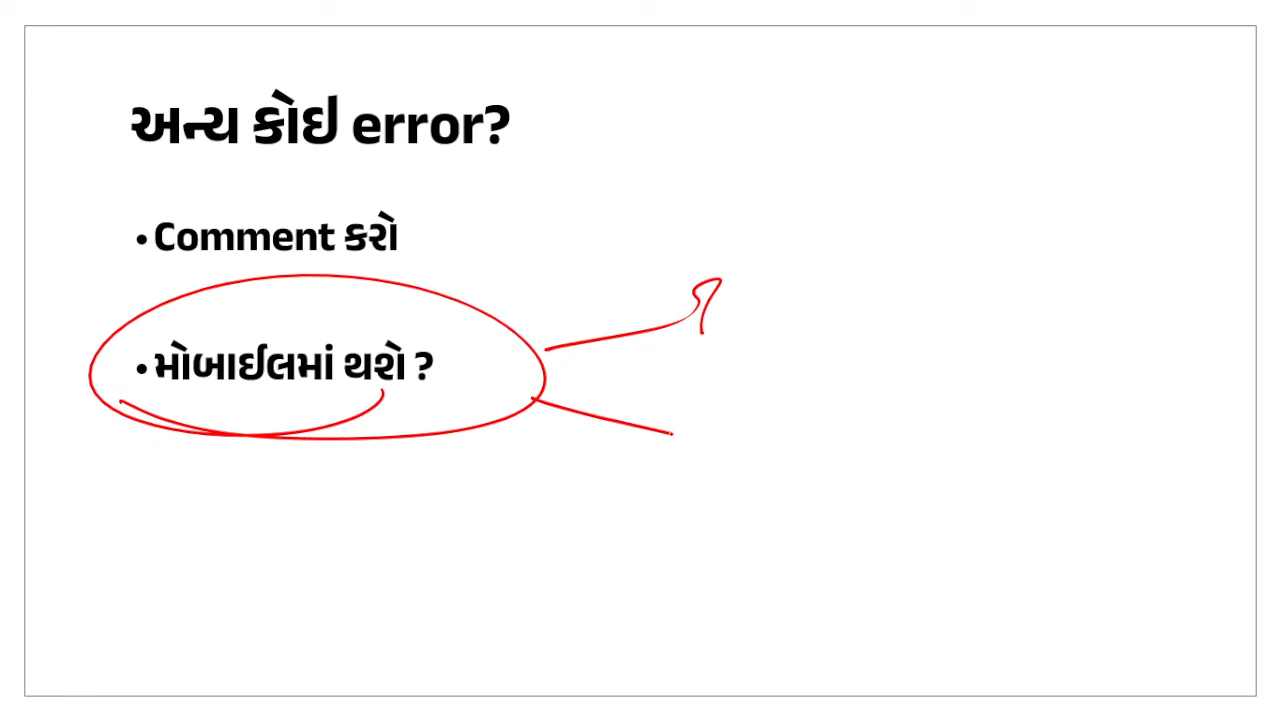 અન્ય કોઈ error?
• Comment કરો
• મોબાઈલમાં થશે ?